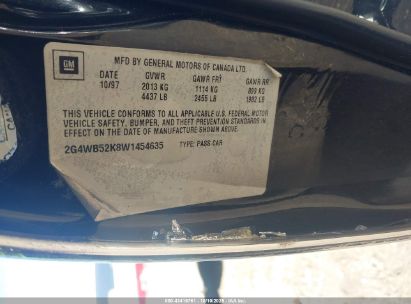 GM
MFD BY GENERAL MOTORS OF CANADA LTD.
DATE GVWR GAWR FRT GAWR RR
10/97 2013 KG 1114 KG 899 KG
4437 LB 2455 LB 1982 LB
THIS VEHICLE CONFORMS TO ALL APPLICABLE U.S. FEDERAL MOTOR
VEHICLE SAFETY, BUMPER, AND THEFT PREVENTION STANDARDS
IN EFFECT ON THE DATE OF MANUFACTURE SHOWN ABOVE.
2G4WB52K8W1454635 TYPE: PASS CAR